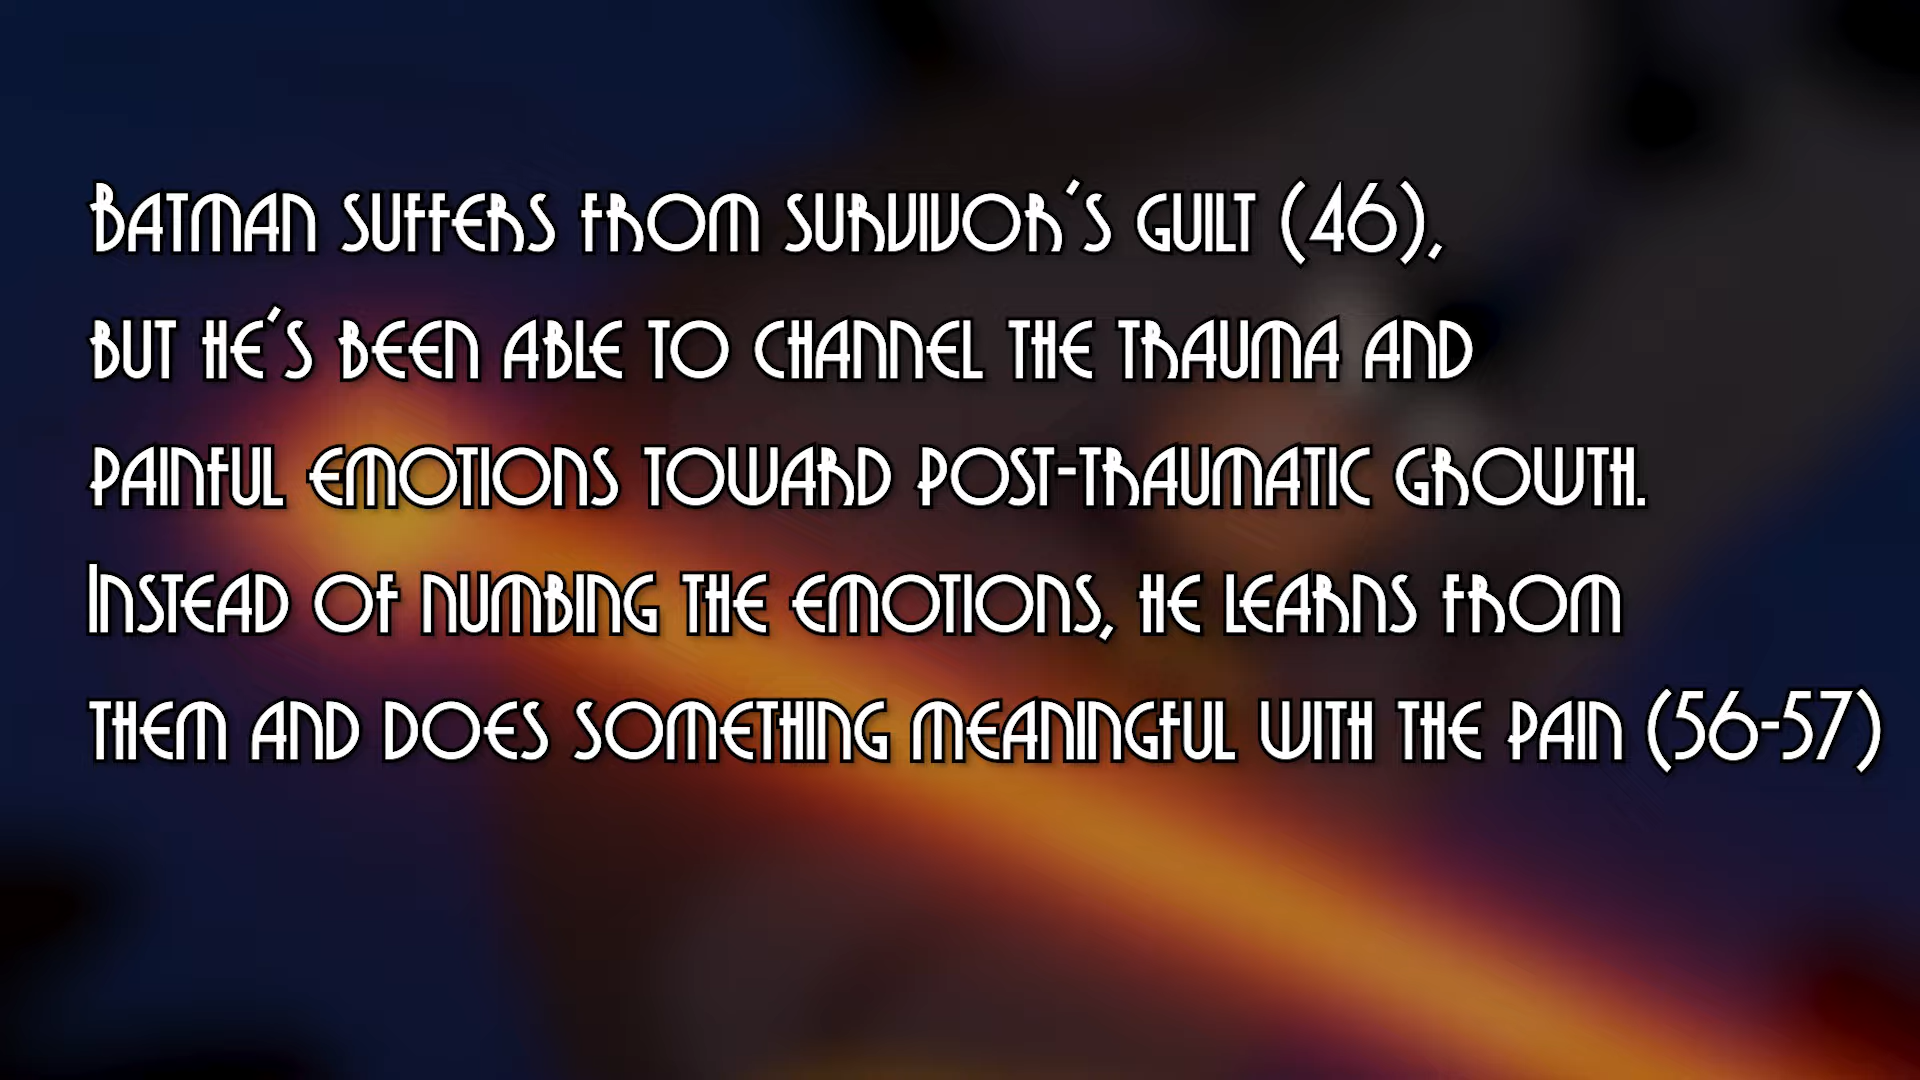 Batman suffers from survivor's guilt (46),
but he's been able to channel the trauma and
painful emotions toward post-traumatic growth.
Instead of numbing the emotions, he learns from
them and does something meaningful with the pain (56-57)